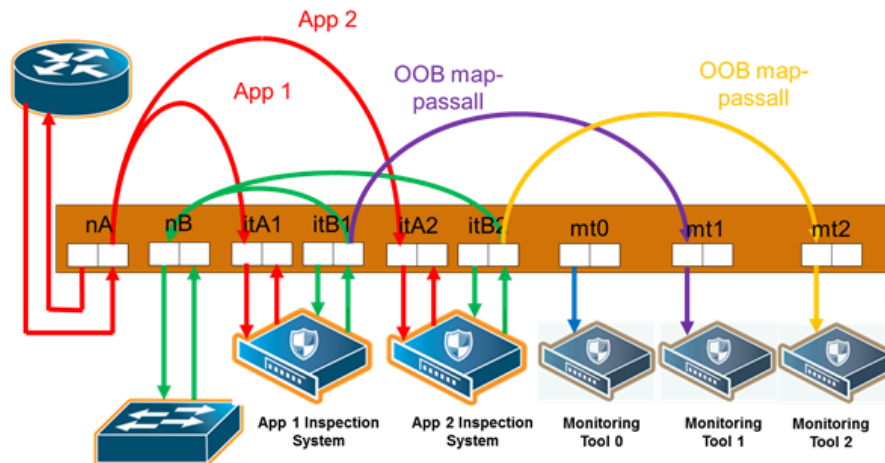 App 2
App 1
OOB map-
passall
OOB map-
passall
nA
nB
itA1
itB1
itA2
itB2
mt0
mt1
mt2
App 1 Inspection
System
App 2 Inspection
System
Monitoring
Tool 0
Monitoring
Tool 1
Monitoring
Tool 2